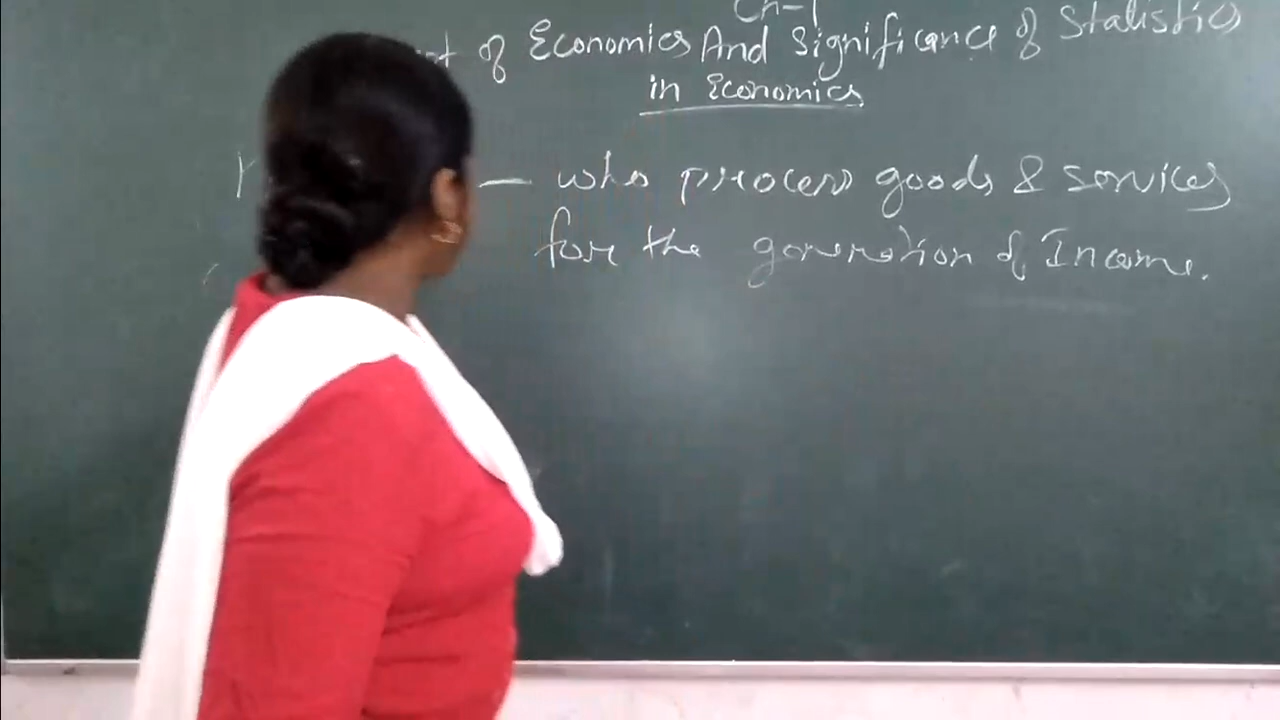 Ch-1
of Economics And Significance of Statistics
in Economics
— who process goods & services
for the generation of Income.